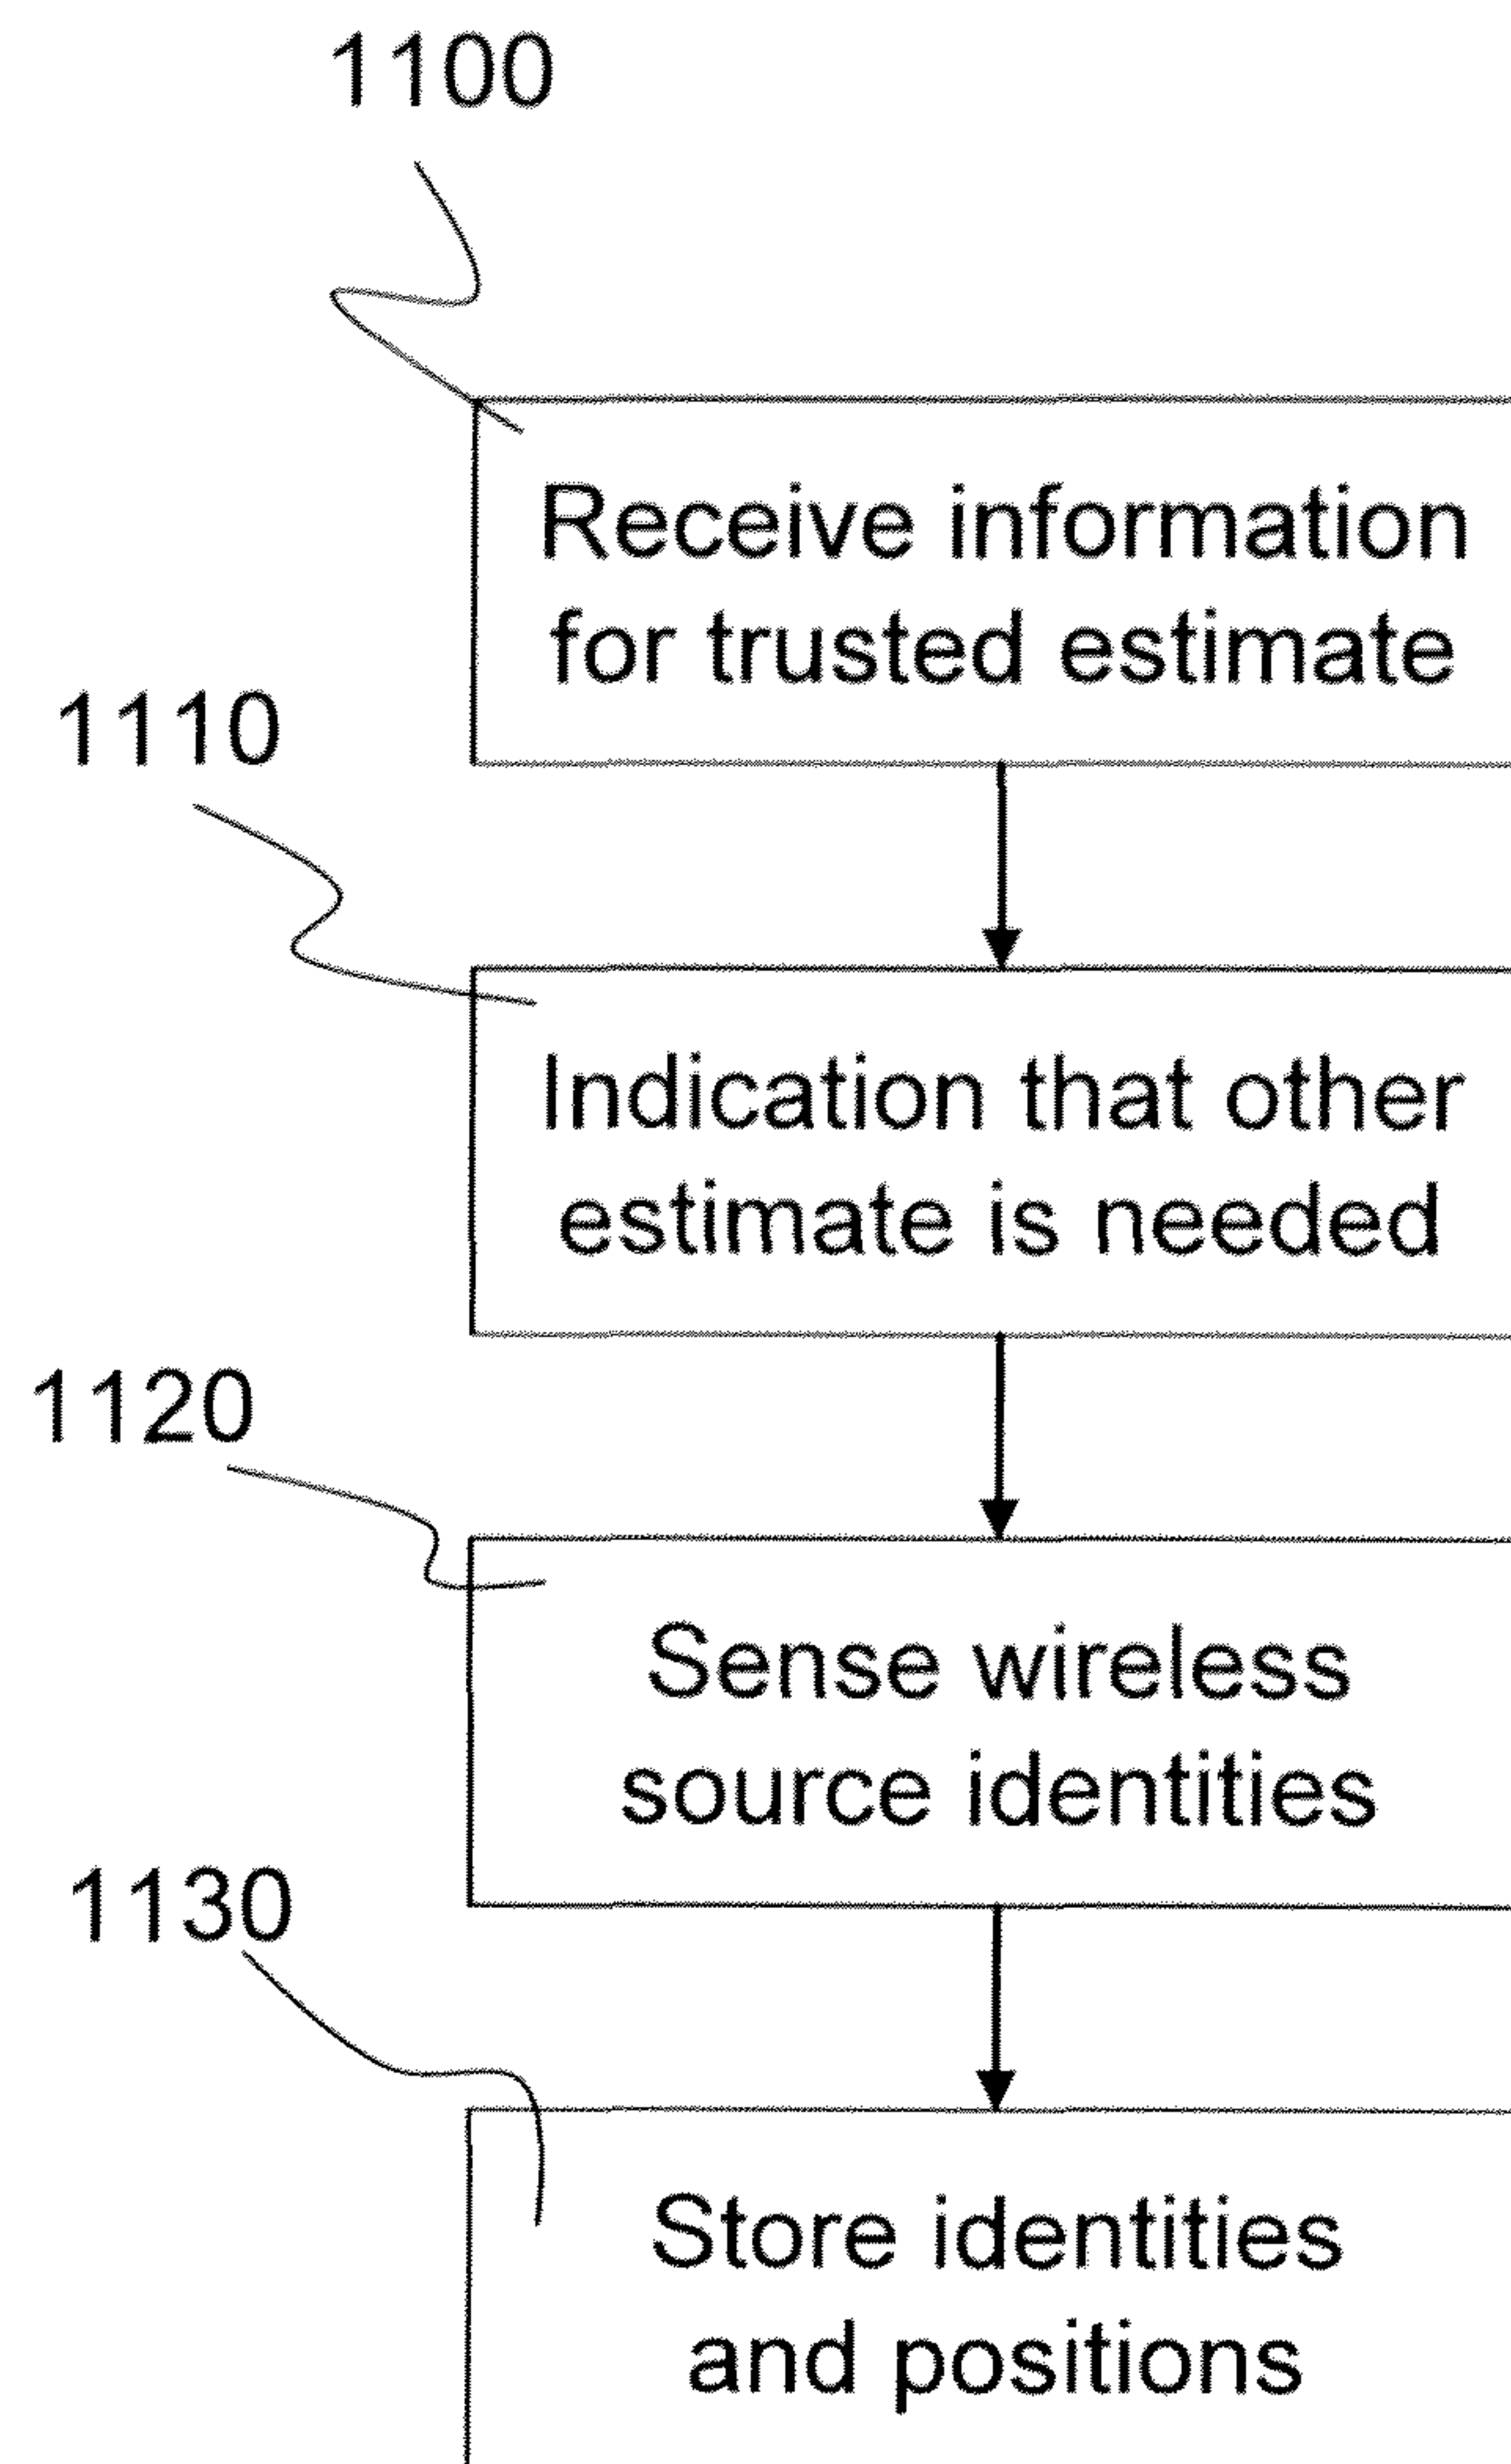 1100
Receive information
for trusted estimate
1110
Indication that other
estimate is needed
1120
Sense wireless
source identities
1130
Store identities
and positions